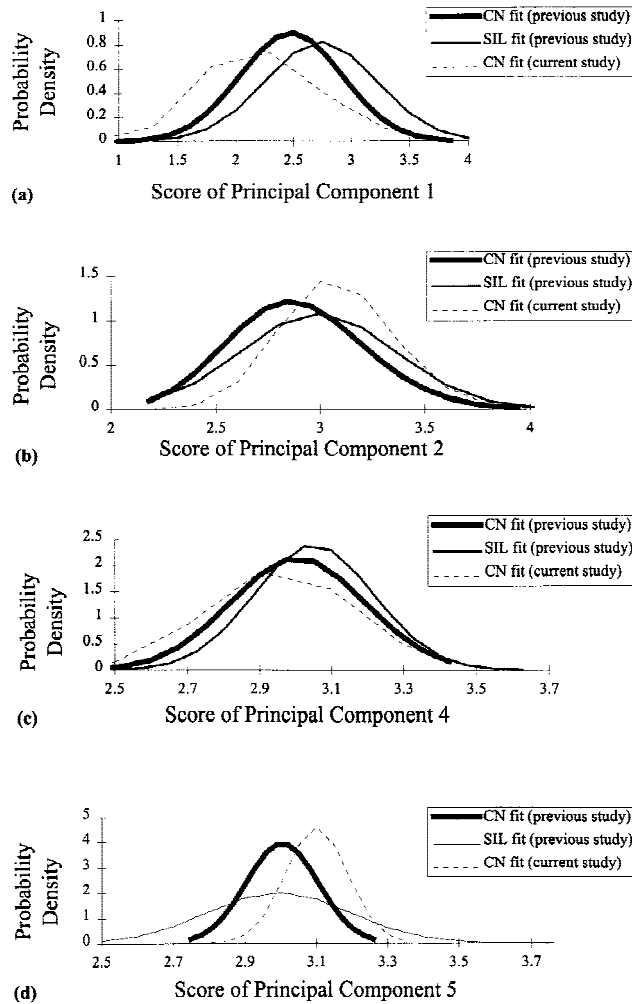 CN fit (previous study)
SIL fit (previous study)
CN fit (current study)
Probability
Density
1
0.8
0.6
0.4
0.2
0
1 1.5 2 2.5 3 3.5 4
(a)
Score of Principal Component 1
CN fit (previous study)
SIL fit (previous study)
CN fit (current study)
Probability
Density
1.5
1
0.5
0
2 2.5 3 3.5 4
(b)
Score of Principal Component 2
CN fit (previous study)
SIL fit (previous study)
CN fit (current study)
Probability
Density
2.5
2
1.5
1
0.5
0
2.5 2.7 2.9 3.1 3.3 3.5 3.7
(c)
Score of Principal Component 4
CN fit (previous study)
SIL fit (previous study)
CN fit (current study)
Probability
Density
5
4
3
2
1
0
2.5 2.7 2.9 3.1 3.3 3.5 3.7
(d)
Score of Principal Component 5